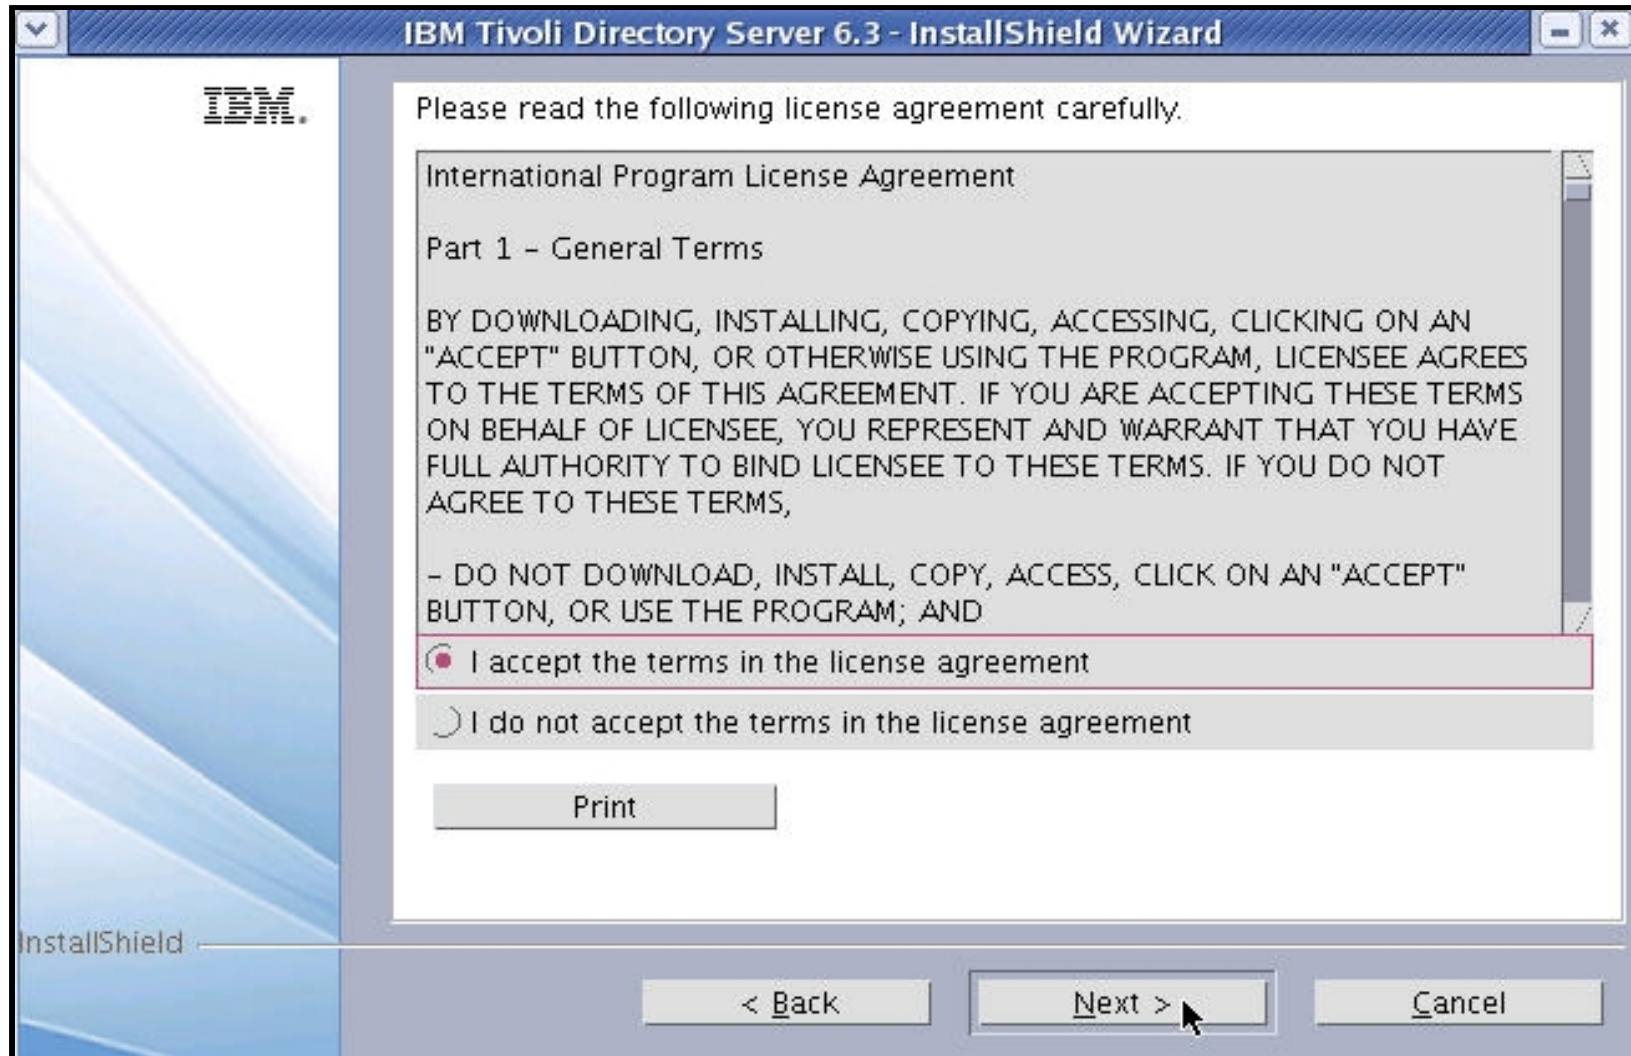 IBM Tivoli Directory Server 6.3 - InstallShield Wizard
IBM.
Please read the following license agreement carefully.
International Program License Agreement
Part 1 – General Terms
BY DOWNLOADING, INSTALLING, COPYING, ACCESSING, CLICKING ON AN
"ACCEPT" BUTTON, OR OTHERWISE USING THE PROGRAM, LICENSEE AGREES
TO THE TERMS OF THIS AGREEMENT. IF YOU ARE ACCEPTING THESE TERMS
ON BEHALF OF LICENSEE, YOU REPRESENT AND WARRANT THAT YOU HAVE
FULL AUTHORITY TO BIND LICENSEE TO THESE TERMS. IF YOU DO NOT
AGREE TO THESE TERMS,
– DO NOT DOWNLOAD, INSTALL, COPY, ACCESS, CLICK ON AN "ACCEPT"
BUTTON, OR USE THE PROGRAM; AND
I accept the terms in the license agreement
I do not accept the terms in the license agreement
Print
InstallShield
< Back
Next >
Cancel